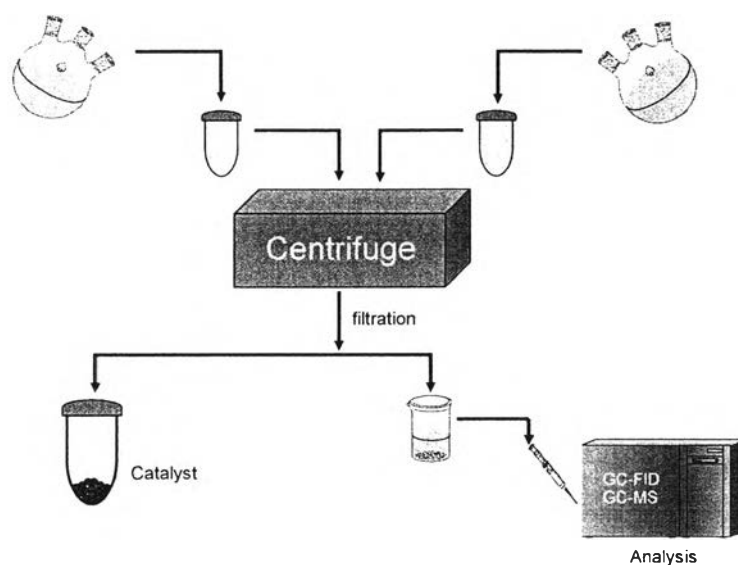 Centrifuge
filtration
Catalyst
GC-FID
GC-MS
Analysis